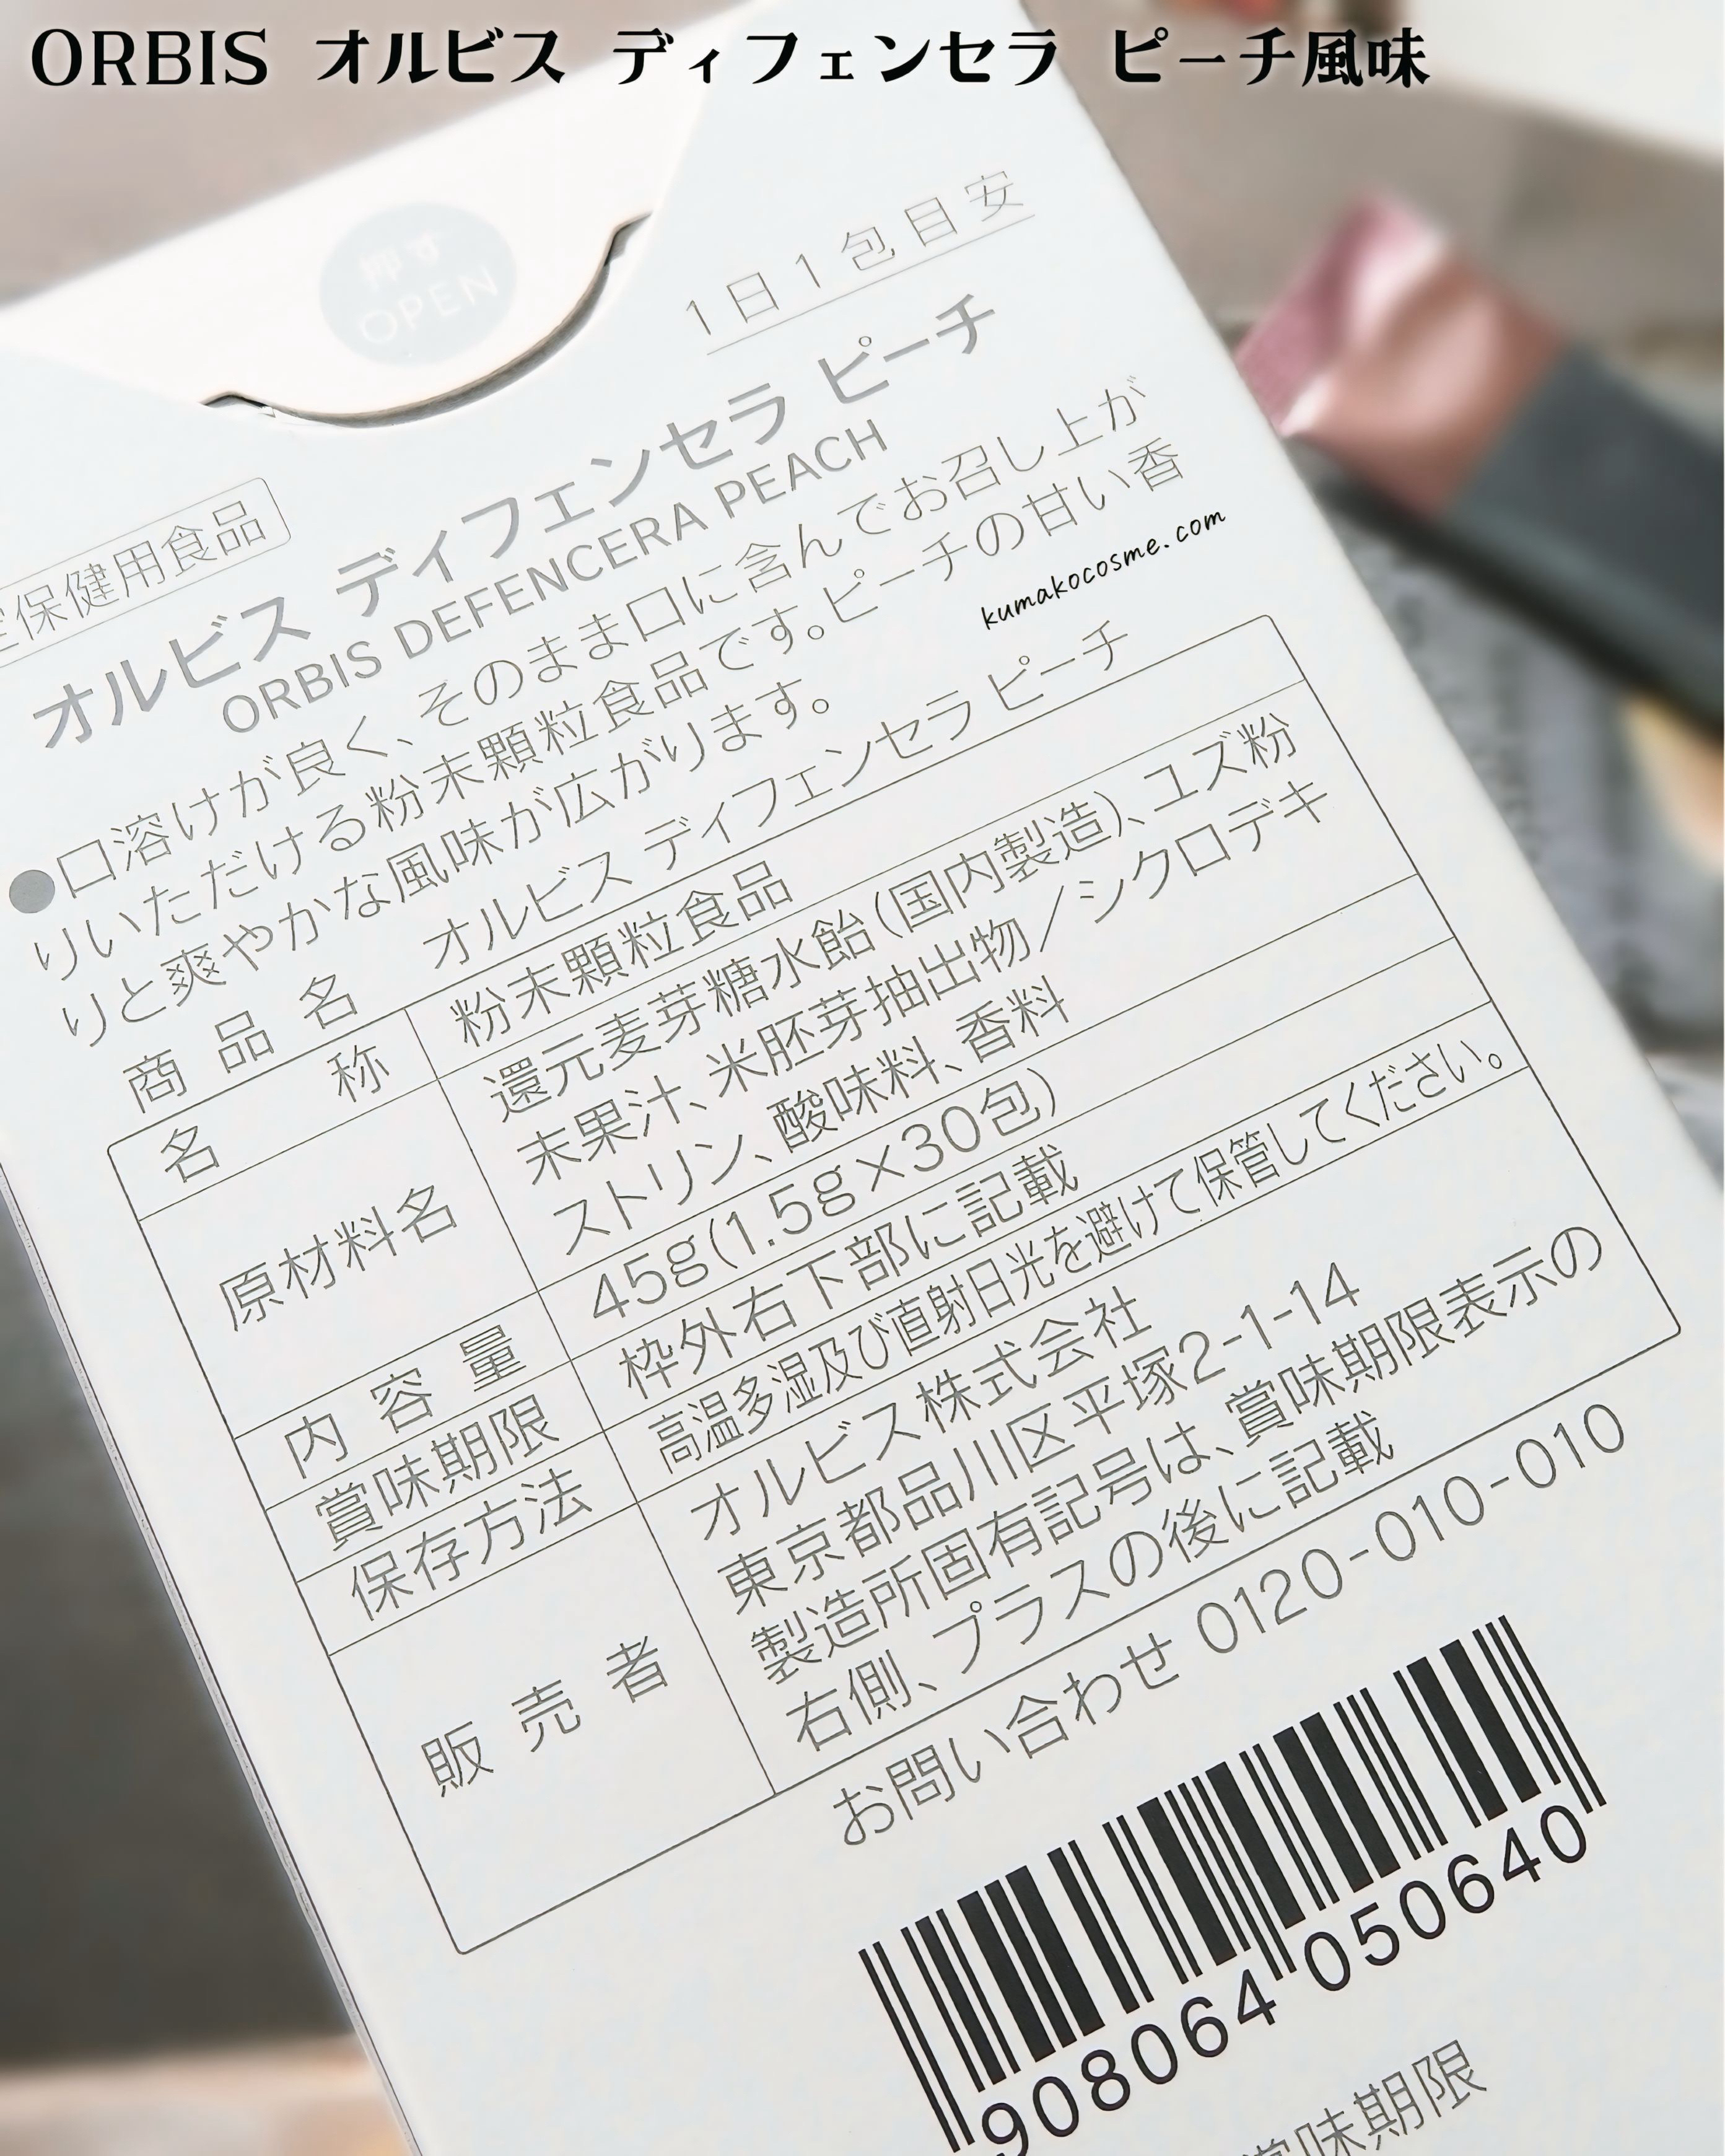 ORBIS オルビス ディフェンセラ ピーチ風味
押す
OPEN
1日1包目安
保健用食品
オルビス ディフェンセラ ピーチ
ORBIS DEFENCERA PEACH
●口溶けが良く、そのまま口に含んでお召し上が
りいただける粉末顆粒食品です。ピーチの甘い香
りと爽やかな風味が広がります。
kumakocosme.com
商品名 オルビス ディフェンセラ ピーチ
名称 粉末顆粒食品
原材料名 還元麦芽糖水飴（国内製造）、ユズ粉
末果汁、米胚芽抽出物／シクロデキ
ストリン、酸味料、香料
内容量 45g（1.5g×30包）
賞味期限 枠外右下部に記載
保存方法 高温多湿及び直射日光を避けて保管してください。
販売者 オルビス株式会社
東京都品川区平塚2-1-14
製造所固有記号は、賞味期限表示の
右側、プラスの後に記載
お問い合わせ 0120-010-010
908064 050640
賞味期限